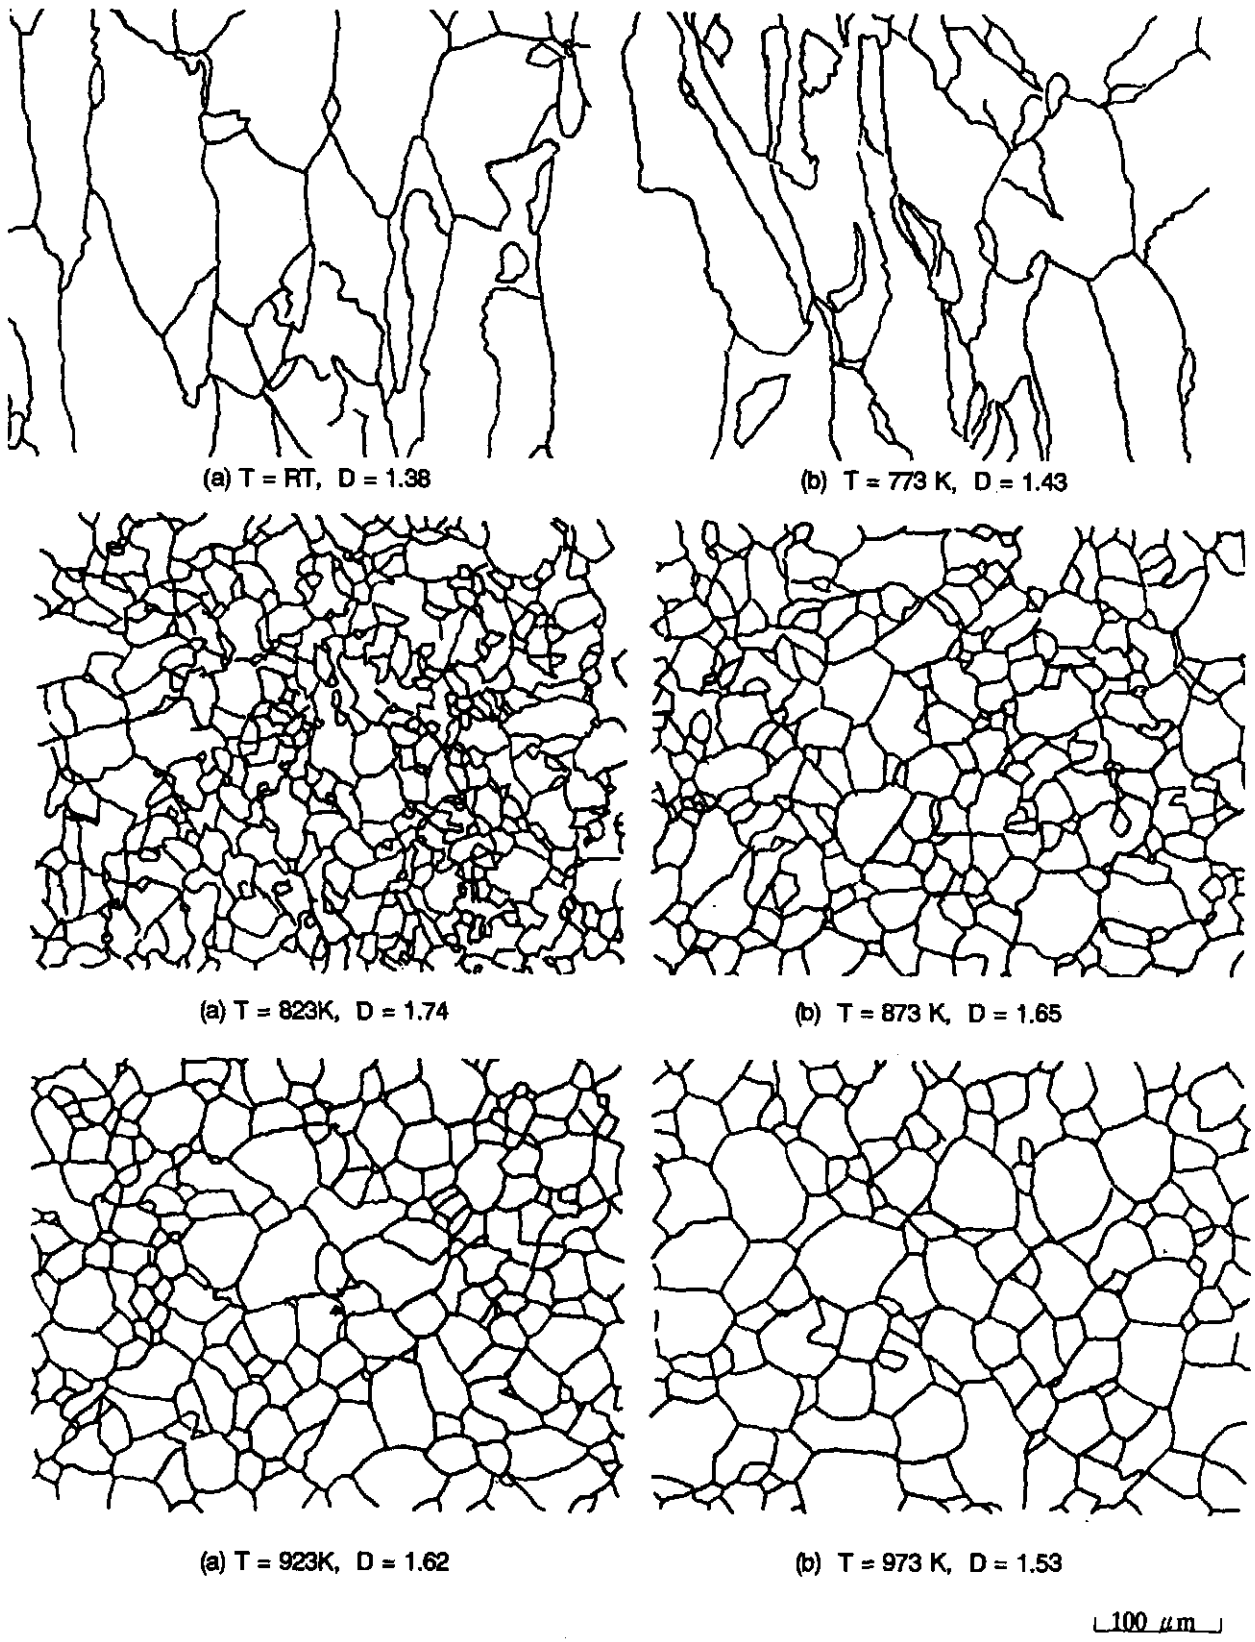 (a) T = RT, D = 1.38
(b) T = 773 K, D = 1.43
(a) T = 823K, D = 1.74
(b) T = 873 K, D = 1.65
(a) T = 923K, D = 1.62
(b) T = 973 K, D = 1.53
100 μm